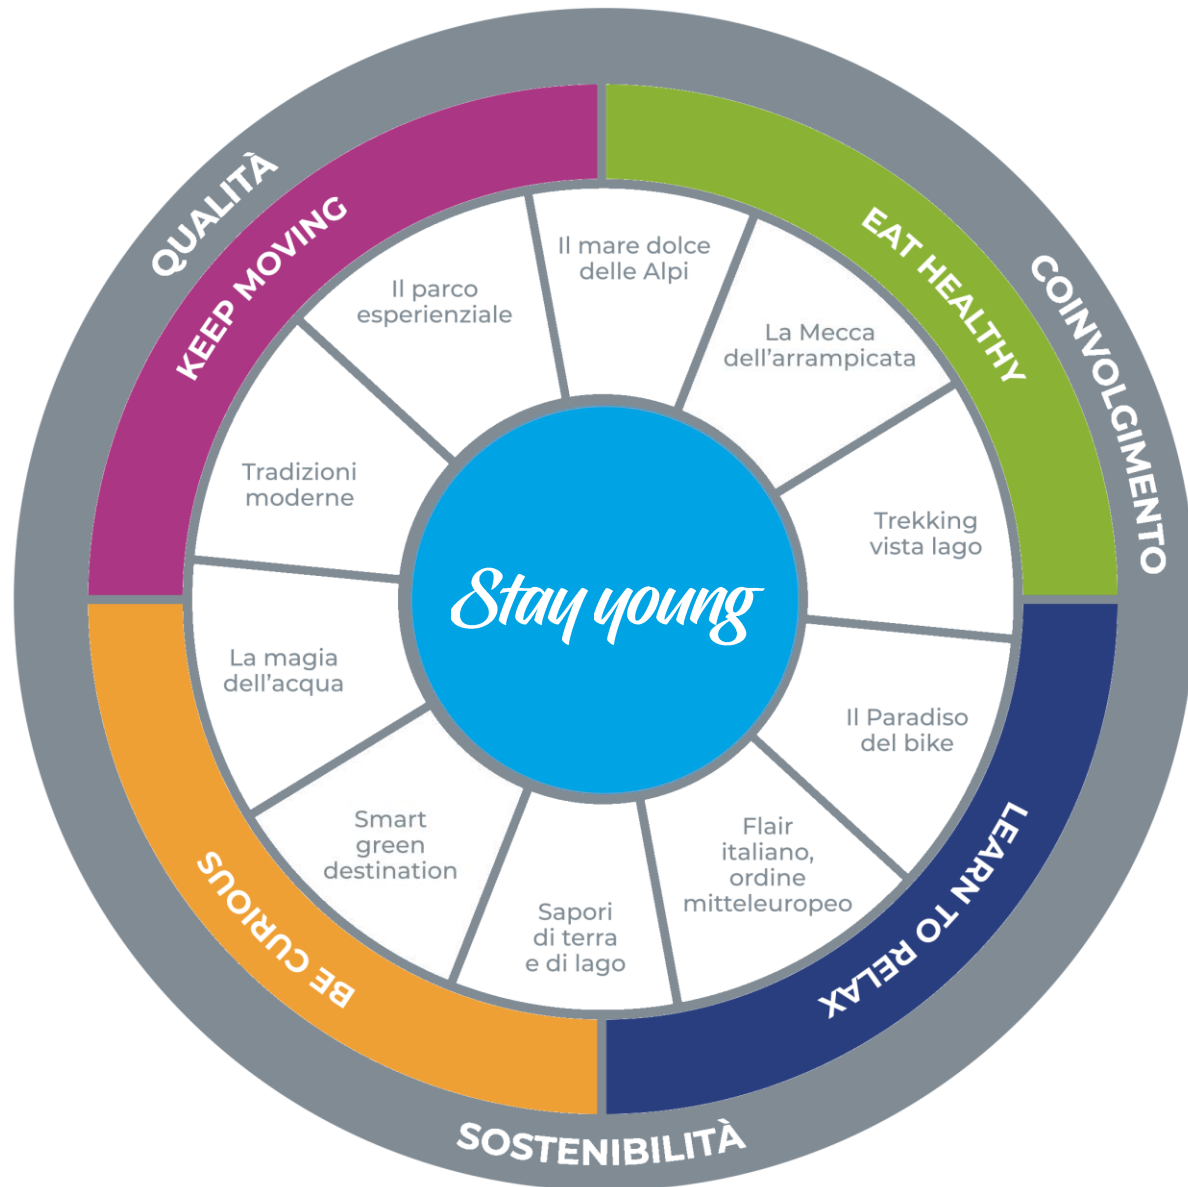 QUALITÀ
COINVOLGIMENTO
SOSTENIBILITÀ
KEEP MOVING
EAT HEALTHY
LEARN TO RELAX
BE CURIOUS
Il mare dolce
delle Alpi
La Mecca
dell’arrampicata
Trekking
vista lago
Il Paradiso
del bike
Flair
italiano,
ordine
mitteleuropeo
Sapori
di terra
e di lago
Smart
green
destination
La magia
dell’acqua
Tradizioni
moderne
Il parco
esperienziale
Stay young